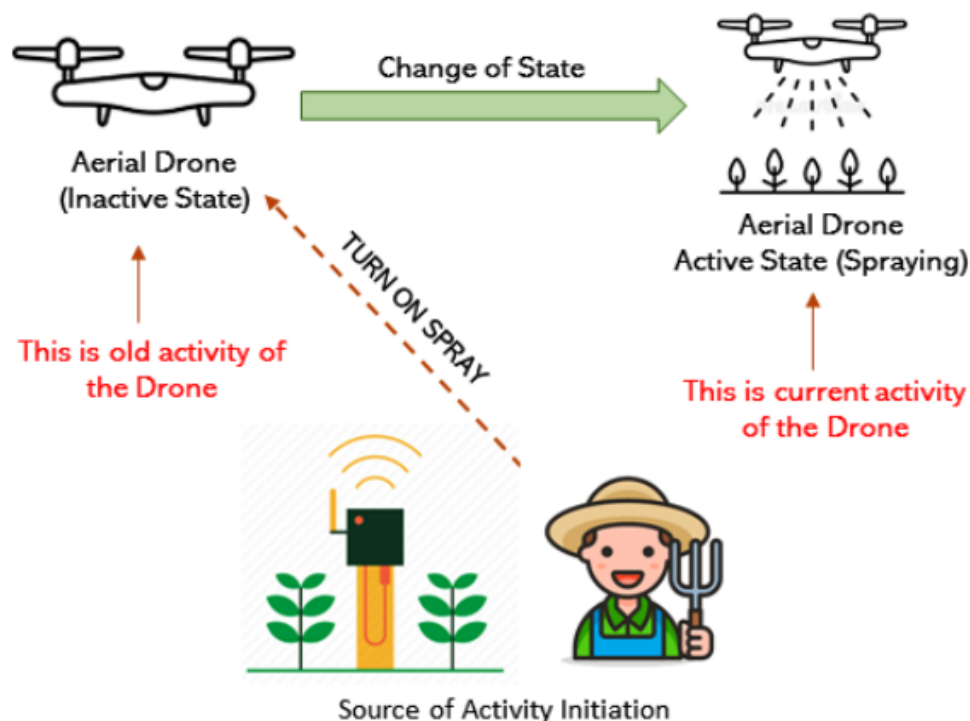 Change of State
Aerial Drone
(Inactive State)
Aerial Drone
Active State (Spraying)
TURN ON SPRAY
This is old activity of
the Drone
This is current activity
of the Drone
Source of Activity Initiation